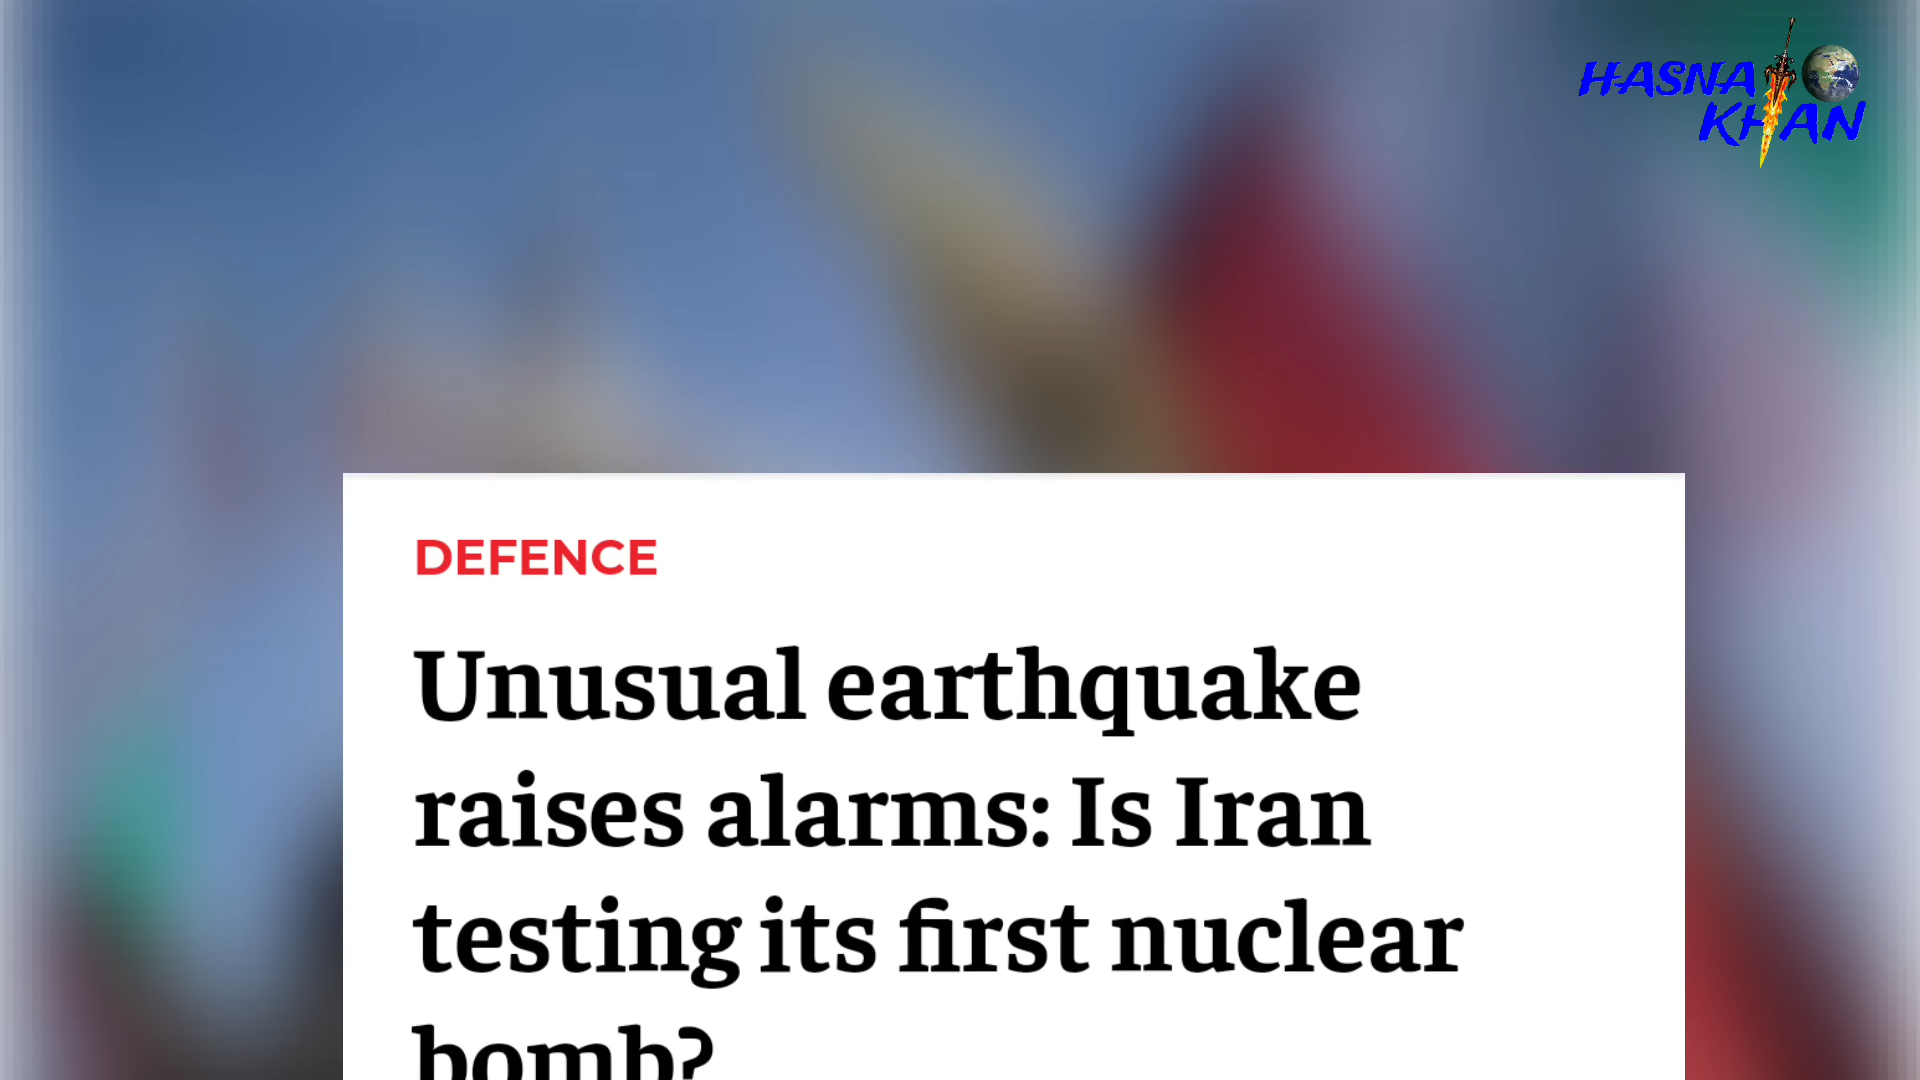 HASNA
KHAN
DEFENCE
Unusual earthquake
raises alarms: Is Iran
testing its first nuclear
bomb?